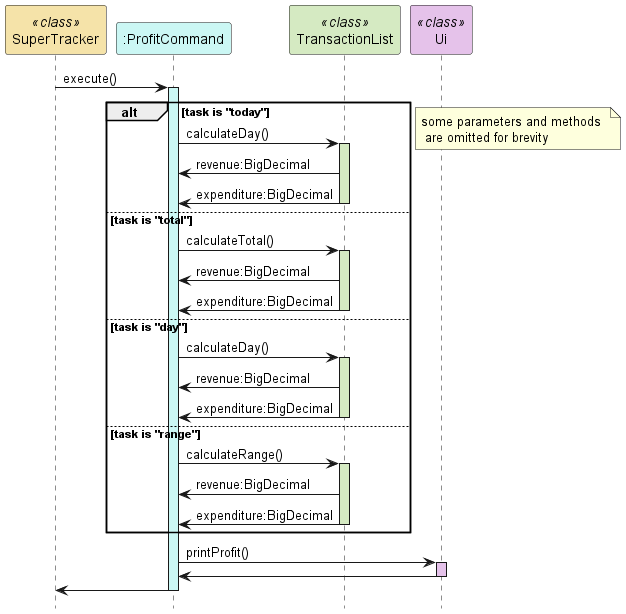 «class»
SuperTracker
:ProfitCommand
«class»
TransactionList
«class»
Ui
execute()
alt
[task is "today"]
some parameters and methods
are omitted for brevity
calculateDay()
revenue:BigDecimal
expenditure:BigDecimal
[task is "total"]
calculateTotal()
revenue:BigDecimal
expenditure:BigDecimal
[task is "day"]
calculateDay()
revenue:BigDecimal
expenditure:BigDecimal
[task is "range"]
calculateRange()
revenue:BigDecimal
expenditure:BigDecimal
printProfit()